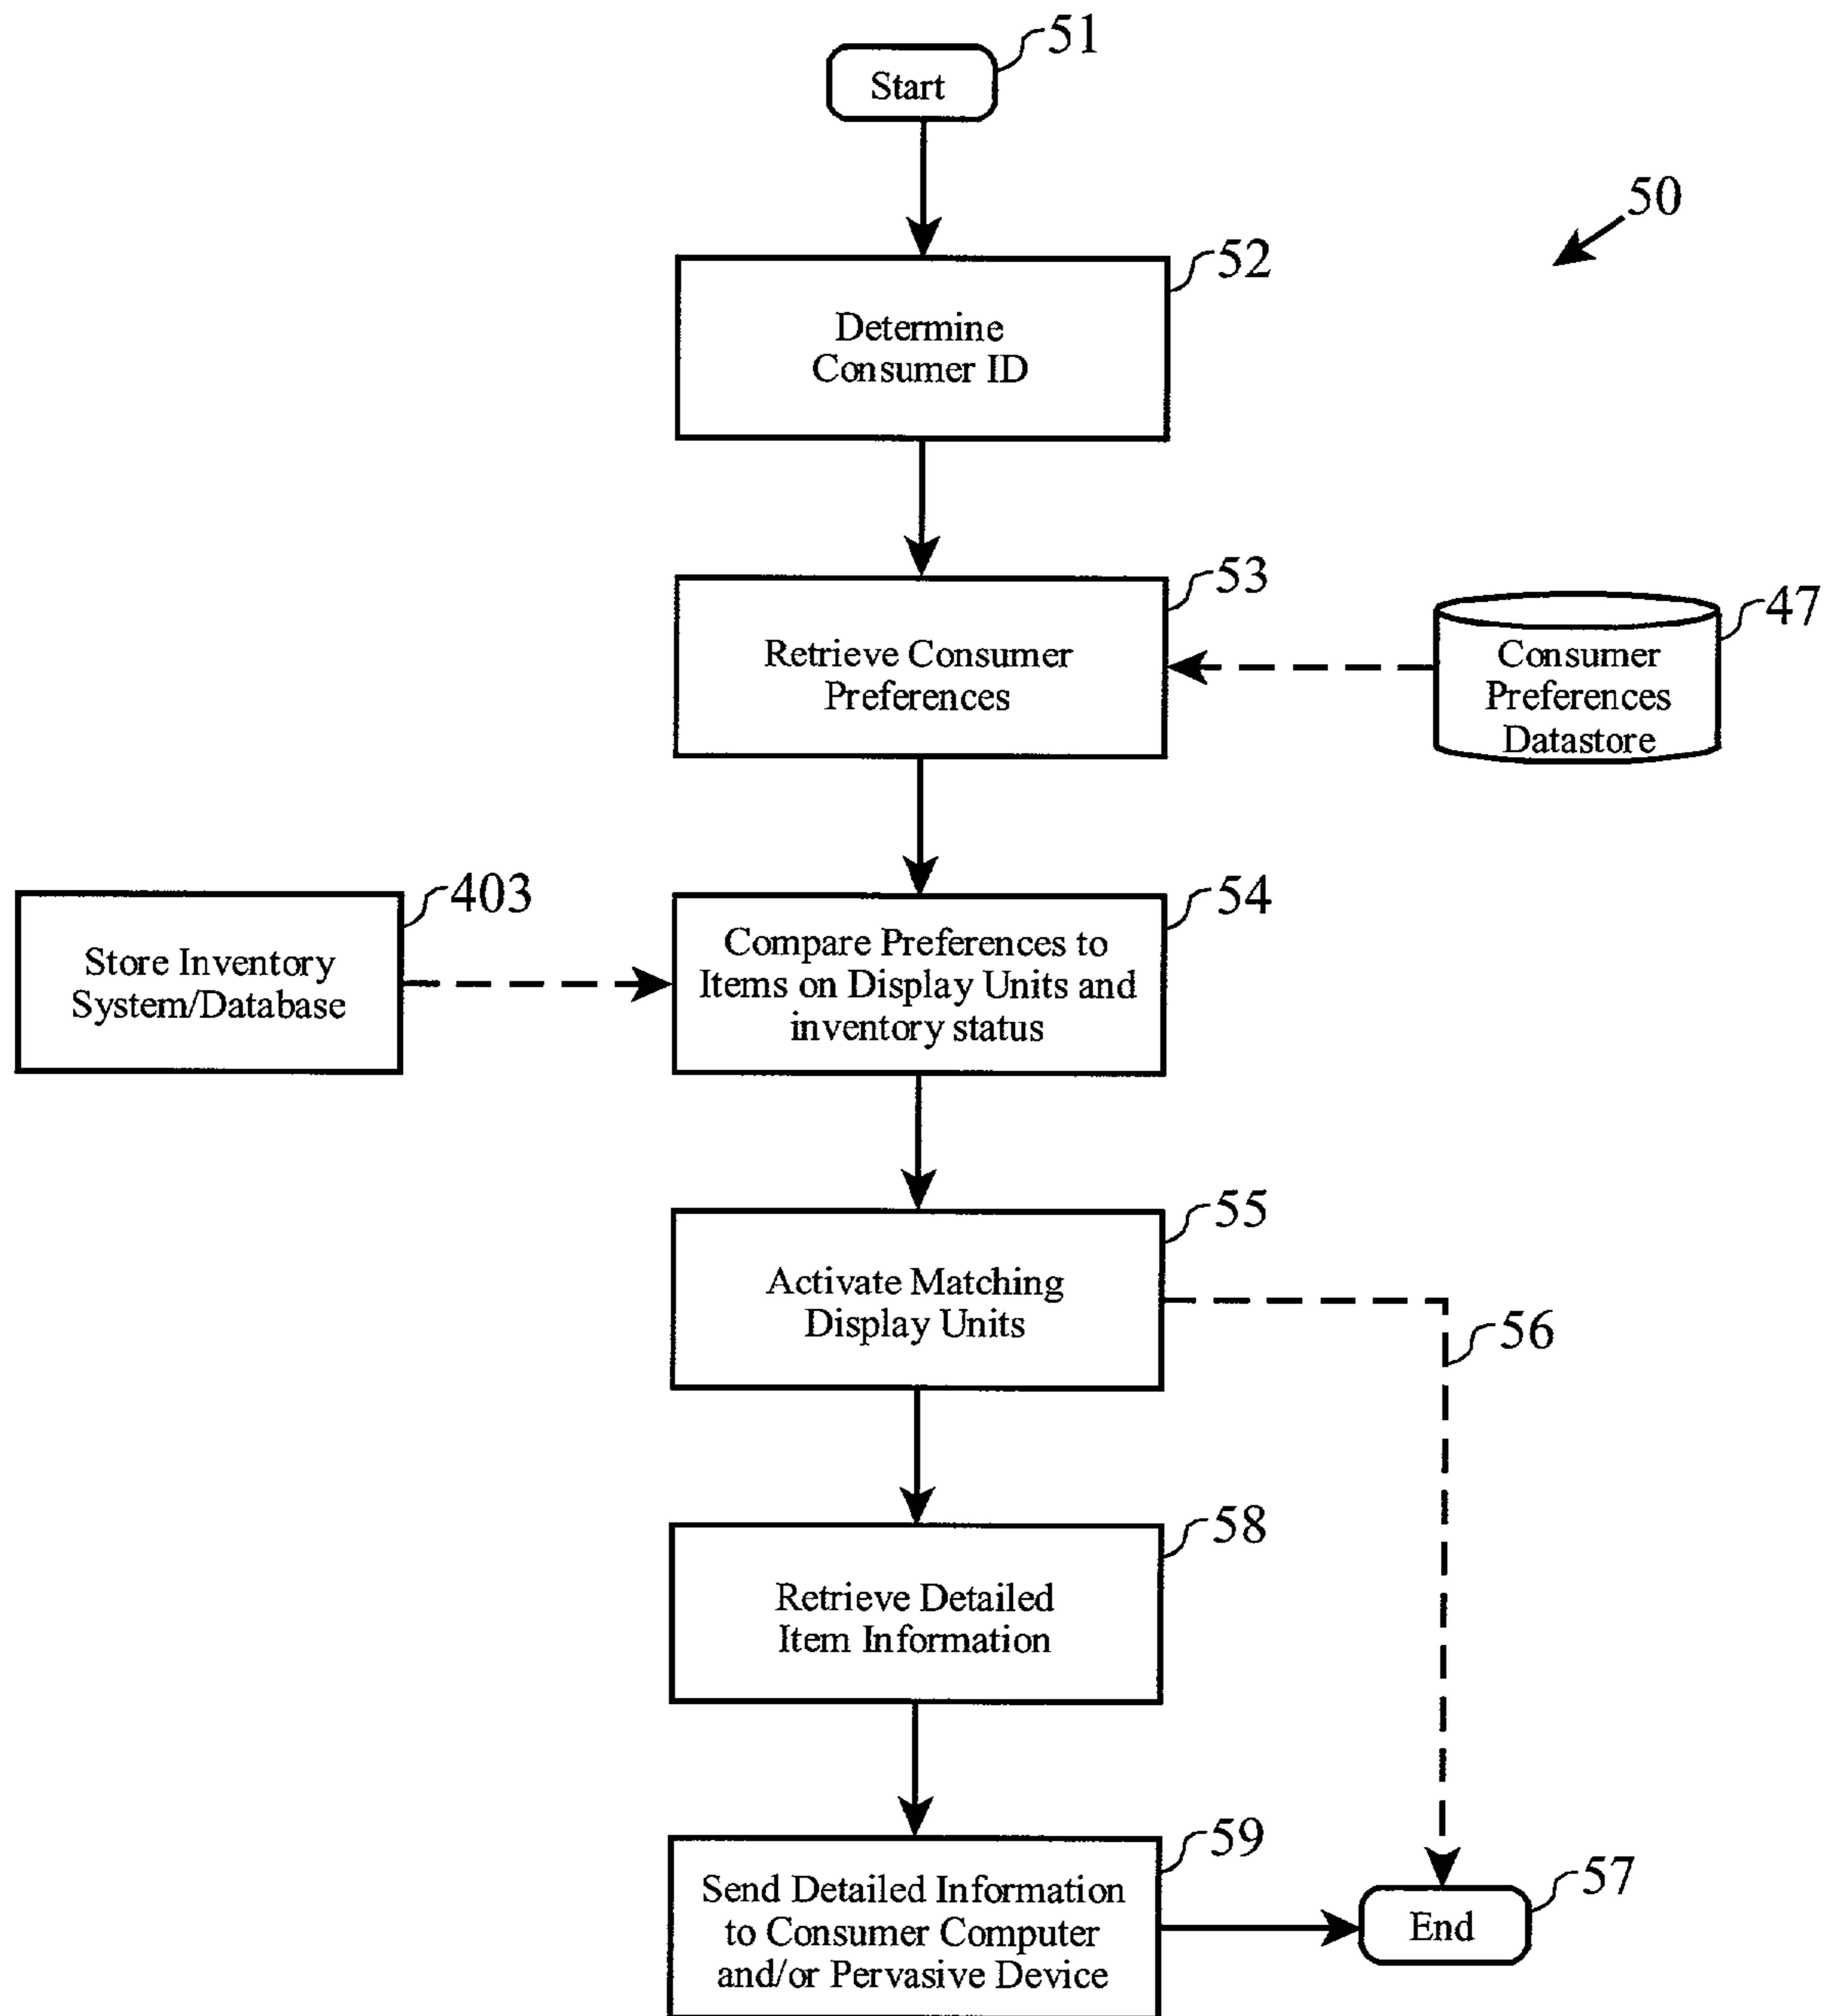 51
Start
50
52
Determine
Consumer ID
53
Retrieve Consumer
Preferences
47
Consumer
Preferences
Datastore
403
Store Inventory
System/Database
54
Compare Preferences to
Items on Display Units and
inventory status
55
Activate Matching
Display Units
56
58
Retrieve Detailed
Item Information
59
Send Detailed Information
to Consumer Computer
and/or Pervasive Device
57
End